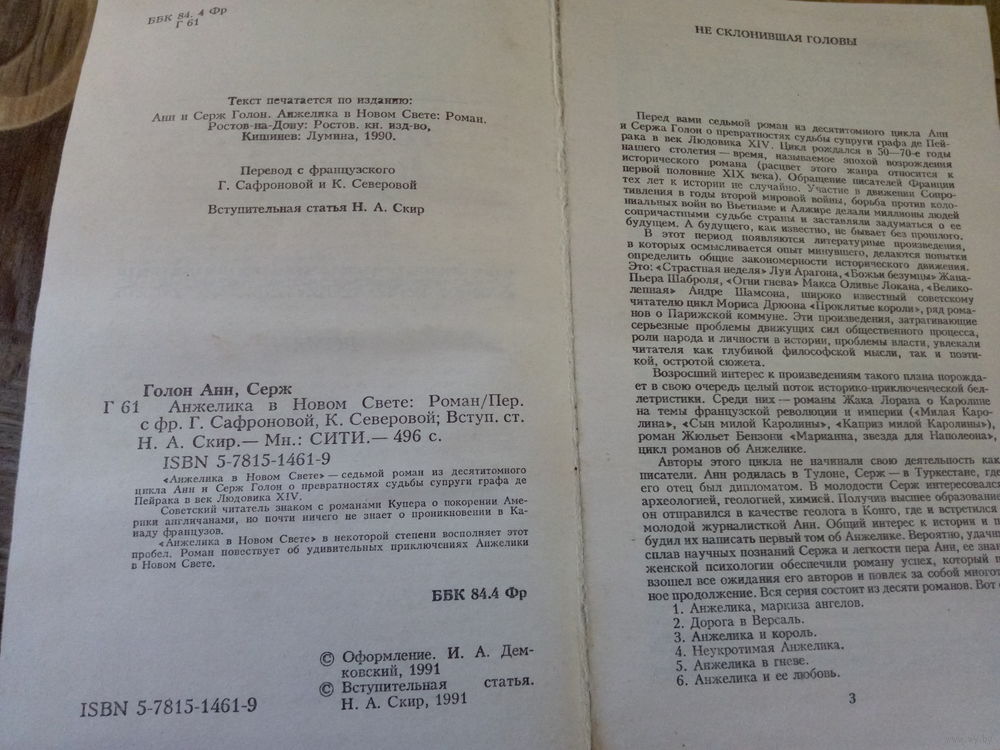 ББК 84. 4 Фр
Г 61
Текст печатается по изданию:
Анн и Серж Голон. Анжелика в Новом Свете: Роман.
Ростов-на-Дону: Ростов. кн. изд-во,
Кишинев: Лумина, 1990.
Перевод с французского
Г. Сафроновой и К. Северовой
Вступительная статья Н. А. Скир
Голон Анн, Серж
Г 61 Анжелика в Новом Свете: Роман/Пер.
с фр. Г. Сафроновой, К. Северовой; Вступ. ст.
Н. А. Скир.— Мн.: СИТИ.— 496 с.
ISBN 5-7815-1461-9
«Анжелика в Новом Свете» — седьмой роман из десятитомного
цикла Анн и Серж Голон о превратностях судьбы супруги графа де
Пейрака в век Людовика XIV.
Советский читатель знаком с романами Купера о покорении Аме-
рики англичанами, но почти ничего не знает о проникновении в Ка-
наду французов.
«Анжелика в Новом Свете» в некоторой степени восполняет этот
пробел. Роман повествует об удивительных приключениях Анжелики
в Новом Свете.
ББК 84.4 Фр
© Оформление. И. А. Дем-
ковский, 1991
© Вступительная статья.
Н. А. Скир, 1991
ISBN 5-7815-1461-9
НЕ СКЛОНИВШАЯ ГОЛОВЫ
Перед вами седьмой роман из десятитомного цикла Анн
и Сержа Голон о превратностях судьбы супруги графа де Пей-
рака в век Людовика XIV. Цикл рождался в 50—70-е годы
нашего столетия — время, называемое эпохой возрождения
исторического романа (расцвет этого жанра относится к
первой половине XIX века). Обращение писателей Франции
тех лет к истории не случайно. Участие в движении Сопро-
тивления в годы второй мировой войны, борьба против коло-
ниальных войн во Вьетнаме и Алжире делали миллионы людей
сопричастными судьбе страны и заставляли задуматься о ее
будущем. А будущего, как известно, не бывает без прошлого.
В этот период появляются литературные произведения,
в которых осмысливается опыт минувшего, делаются попытки
определить общие закономерности исторического движения.
Это: «Страстная неделя» Луи Арагона, «Божьи безумцы» Жана-
Пьера Шаброля, «Огни гнева» Макса Оливье Локана, «Велико-
лепная» Андре Шамсона, широко известный советскому
читателю цикл Мориса Дрюона «Проклятые короли», ряд рома-
нов о Парижской коммуне. Эти произведения, затрагивающие
серьезные проблемы движущих сил общественного процесса,
роли народа и личности в истории, проблемы власти, увлекали
читателя как глубиной философской мысли, так и поэти-
кой, остротой сюжета.
Возросший интерес к произведениям такого плана порожда-
ет в свою очередь целый поток историко-приключенческой бел-
летристики. Среди них — романы Жака Лорана о Каролине
на темы французской революции и империи («Милая Каро-
лина», «Сын милой Каролины», «Каприз милой Каролины»),
роман Жюльет Бензони «Марианна, звезда для Наполеона»,
цикл романов об Анжелике.
Авторы этого цикла не начинали свою деятельность как
писатели. Анн родилась в Тулоне, Серж — в Туркестане, где
его отец был дипломатом. В молодости Серж интересовался
археологией, геологией, химией. Получив высшее образование
он отправился в качестве геолога в Конго, где и встретился
молодой журналисткой Анн. Общий интерес к истории и
будил их написать первый том об Анжелике. Вероятно,
сплав научных познаний Сержа и легкости пера Анн, ее
женской психологии обеспечили роману успех, который
взошел все ожидания его авторов и повлек за собой
ное продолжение. Вся серия состоит из десяти романов. Вот
1. Анжелика, маркиза ангелов.
2. Дорога в Версаль.
3. Анжелика и король.
4. Неукротимая Анжелика.
5. Анжелика в гневе.
6. Анжелика и ее любовь.
3